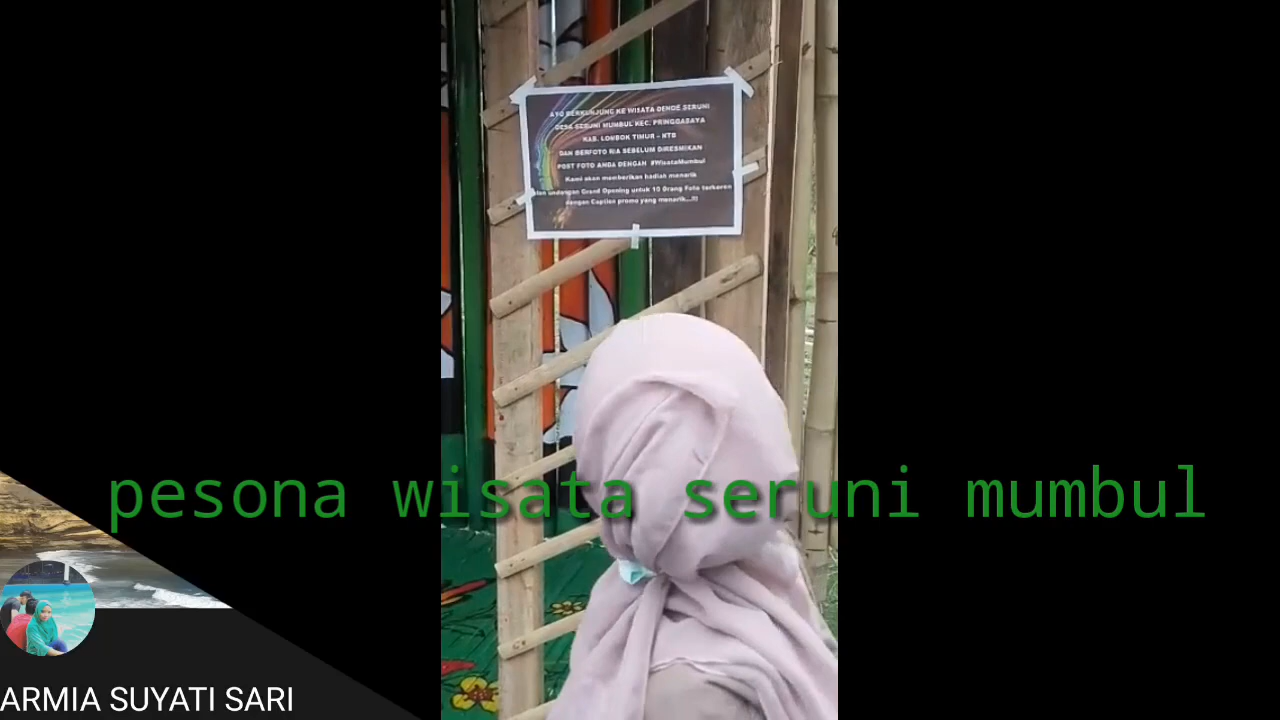 AYO BERKUNJUNG KE WISATA DENDE SERUNI
DESA SERUNI MUMBUL KEC. PRINGGABAYA
KAB. LOMBOK TIMUR - NTB
DAN BERFOTO RIA SEBELUM DIRESMIKAN
POST FOTO ANDA DENGAN #WisataMumbul
Kami akan memberikan hadiah menarik
undangan Grand Opening untuk 10 Orang Foto terkeren
dengan Caption promo yang menarik...!!!
pesona wisata seruni mumbul
ARMIA SUYATI SARI